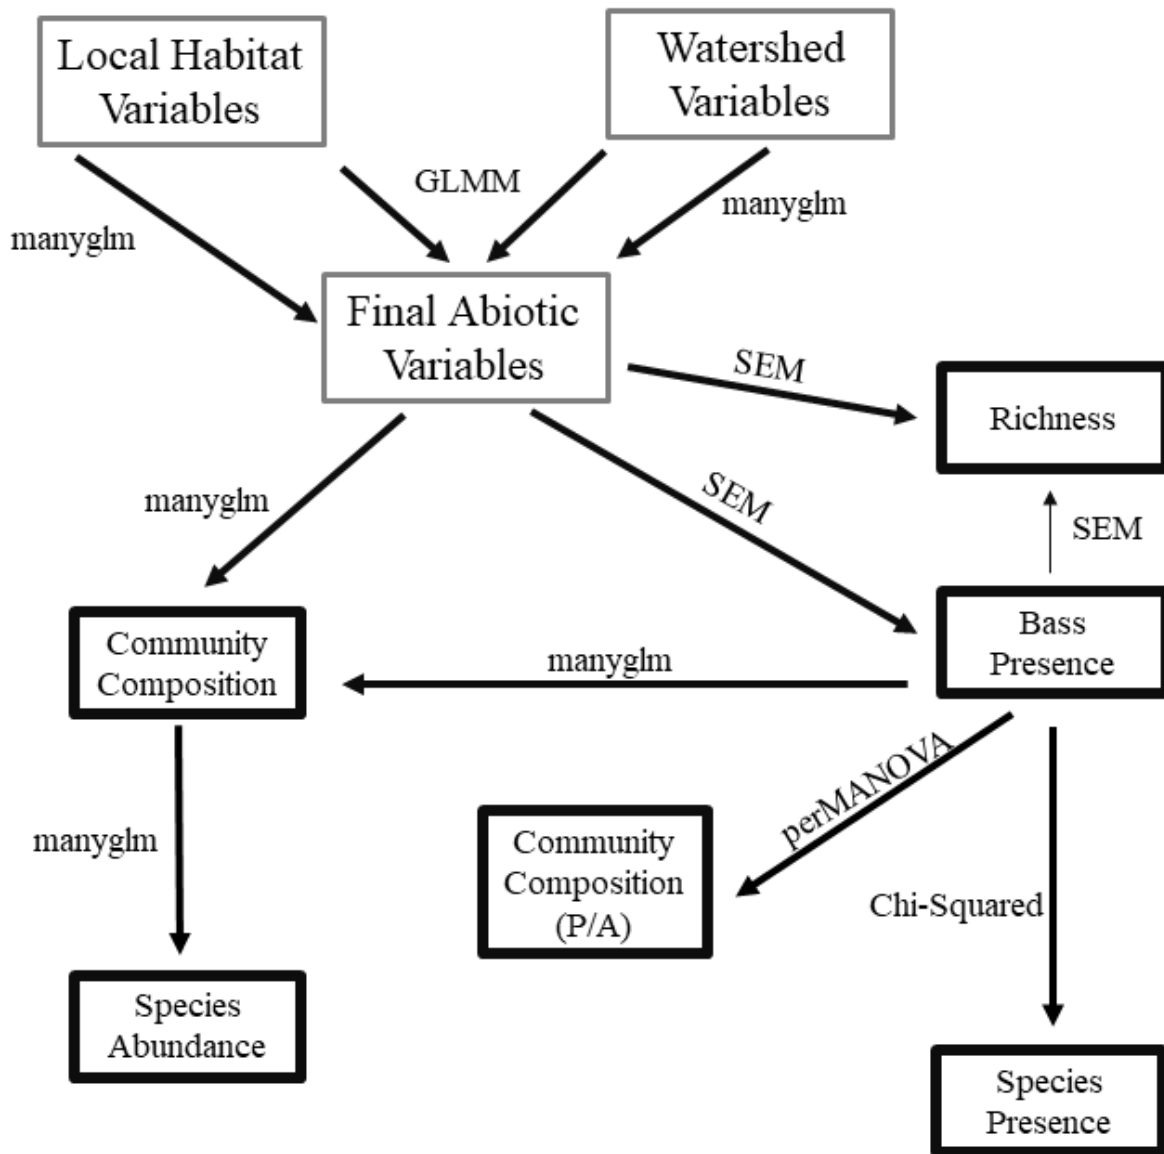 Local Habitat
Variables
Watershed
Variables
GLMM
manyglm
manyglm
Final Abiotic
Variables
SEM
Richness
manyglm
SEM
SEM
Community
Composition
manyglm
Bass
Presence
perMANOVA
manyglm
Community
Composition
(P/A)
Chi-Squared
Species
Abundance
Species
Presence